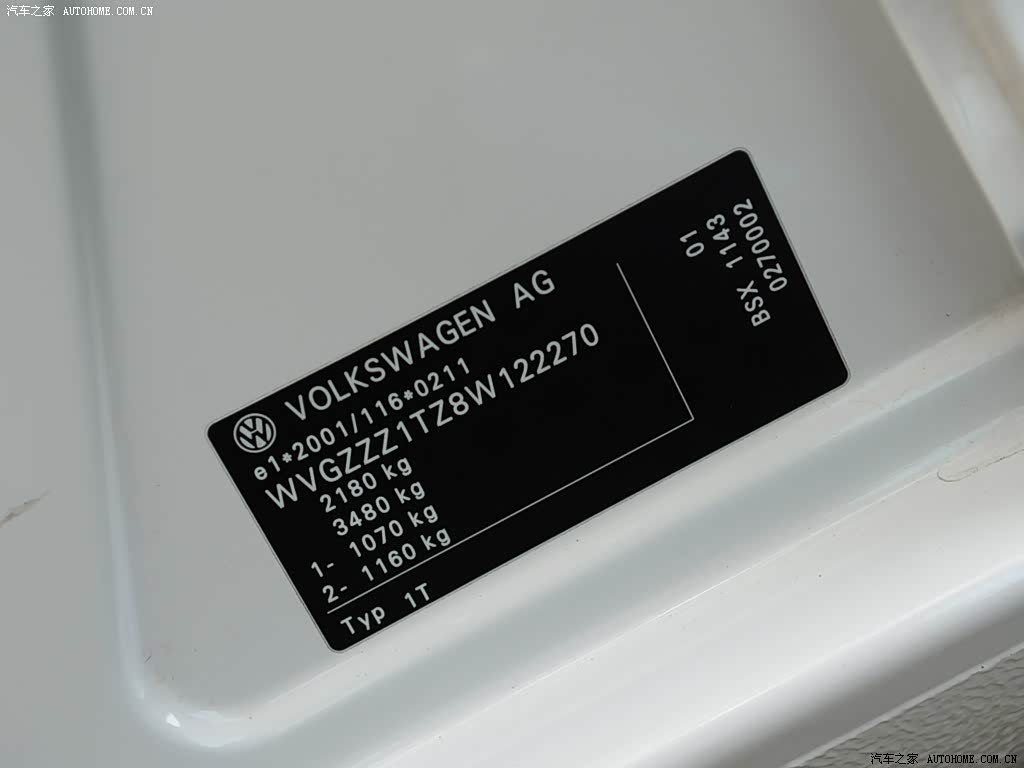 汽车之家 AUTOHOME.COM.CN
VOLKSWAGEN AG
e1*2001/116*0211
WVGZZZ1TZ8W122270
2180 kg
3480 kg
1- 1070 kg
2- 1160 kg
Typ 1T
01
BSX 1143
0270002
汽车之家 AUTOHOME.COM.CN